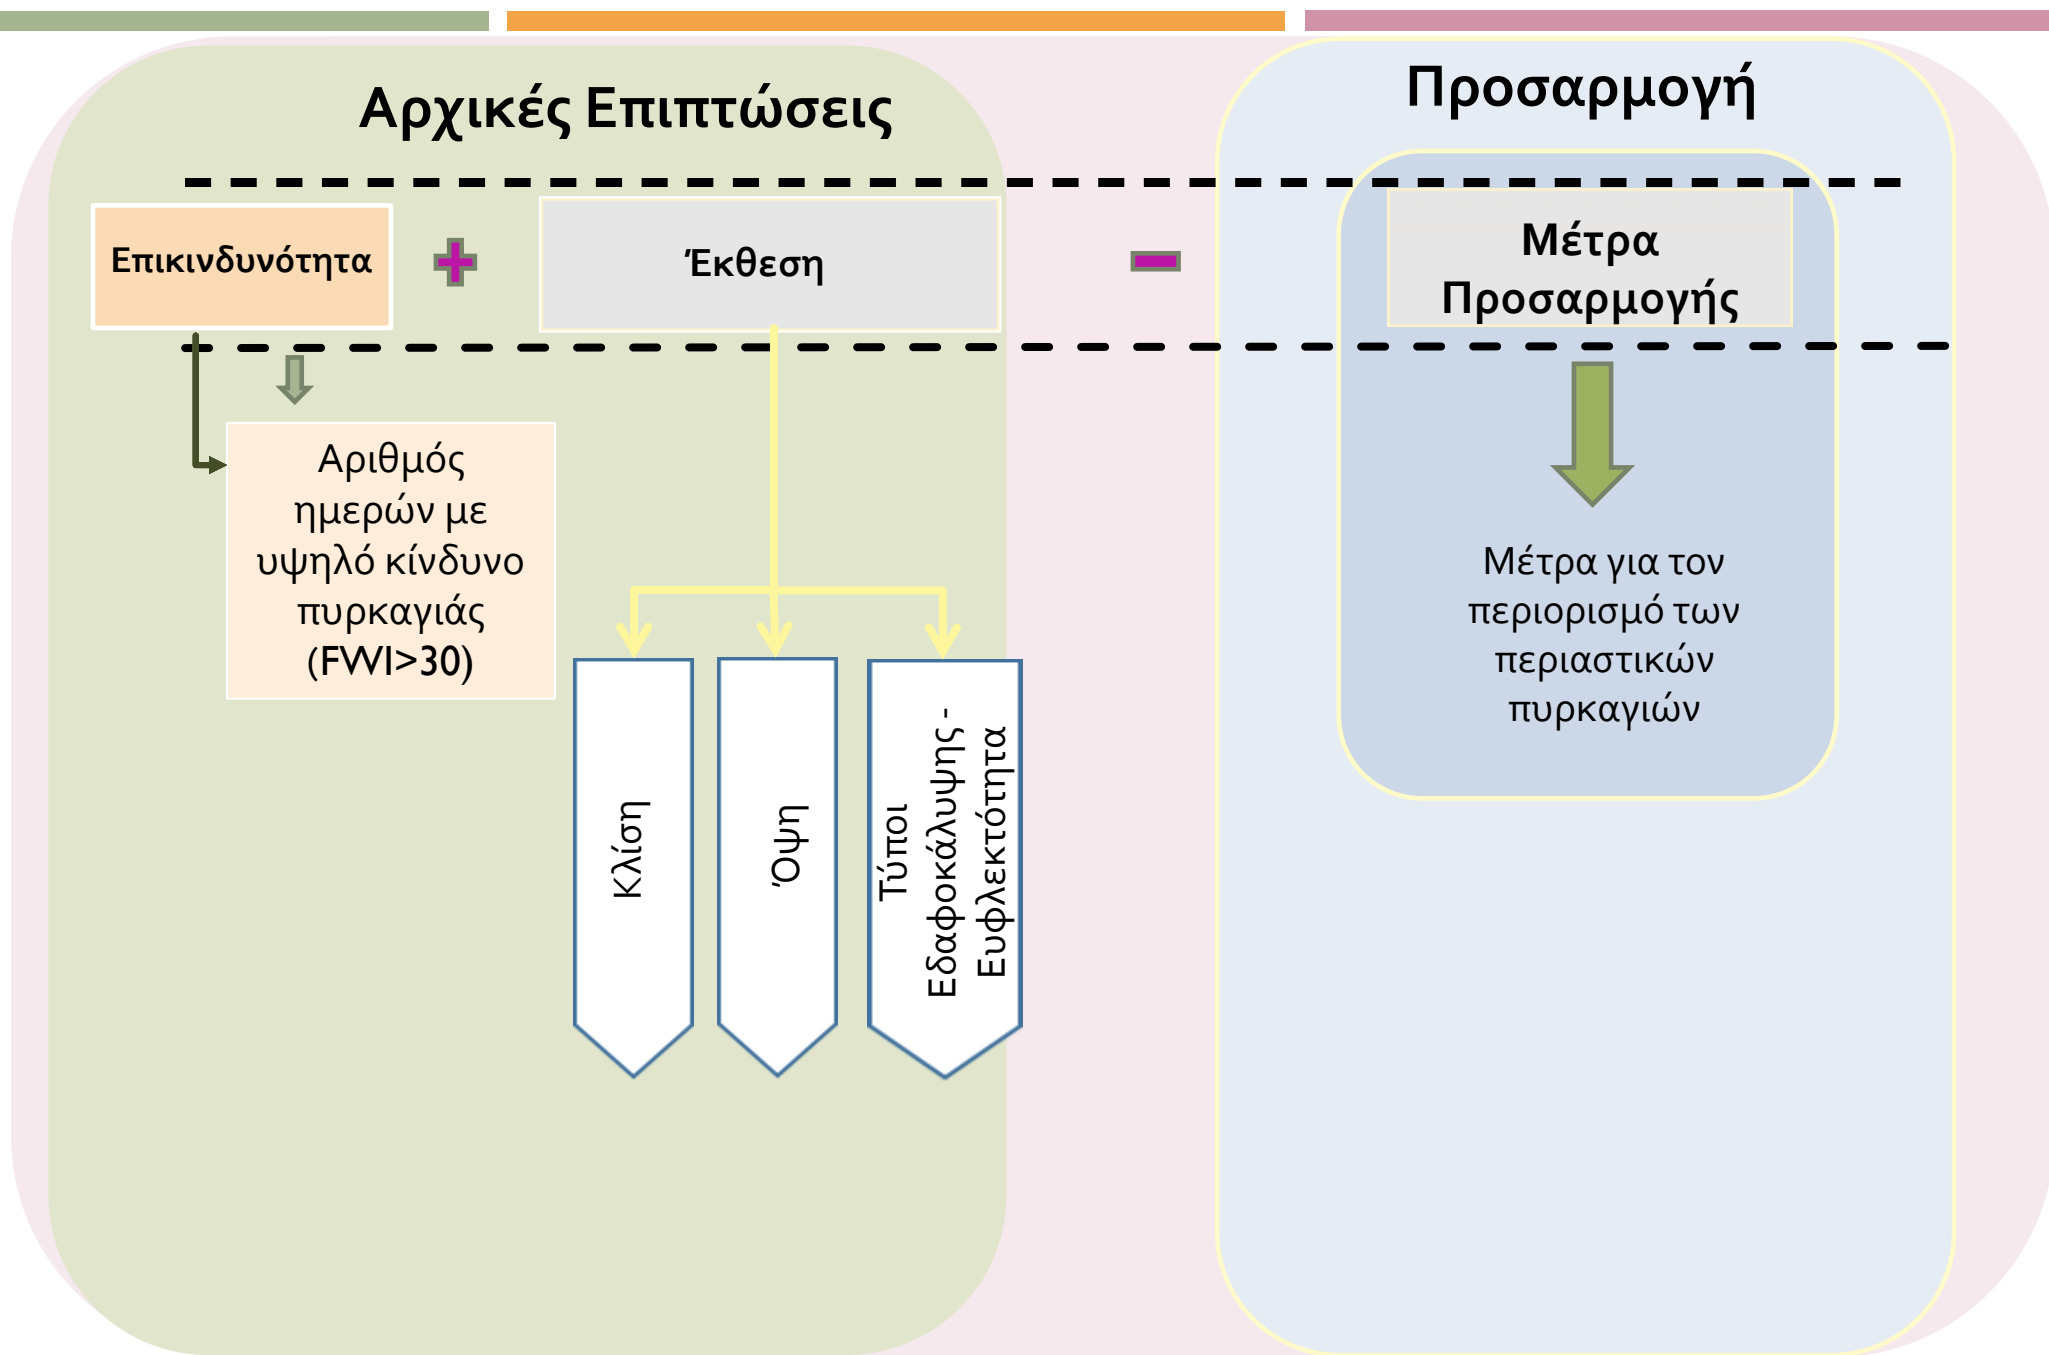 Αρχικές Επιπτώσεις
Προσαρμογή
Επικινδυνότητα
Έκθεση
Μέτρα
Προσαρμογής
Αριθμός
ημερών με
υψηλό κίνδυνο
πυρκαγιάς
(FWI>30)
Κλίση
Όψη
Τύποι
Εδαφοκάλυψης -
Ευφλεκτότητα
Μέτρα για τον
περιορισμό των
περιαστικών
πυρκαγιών